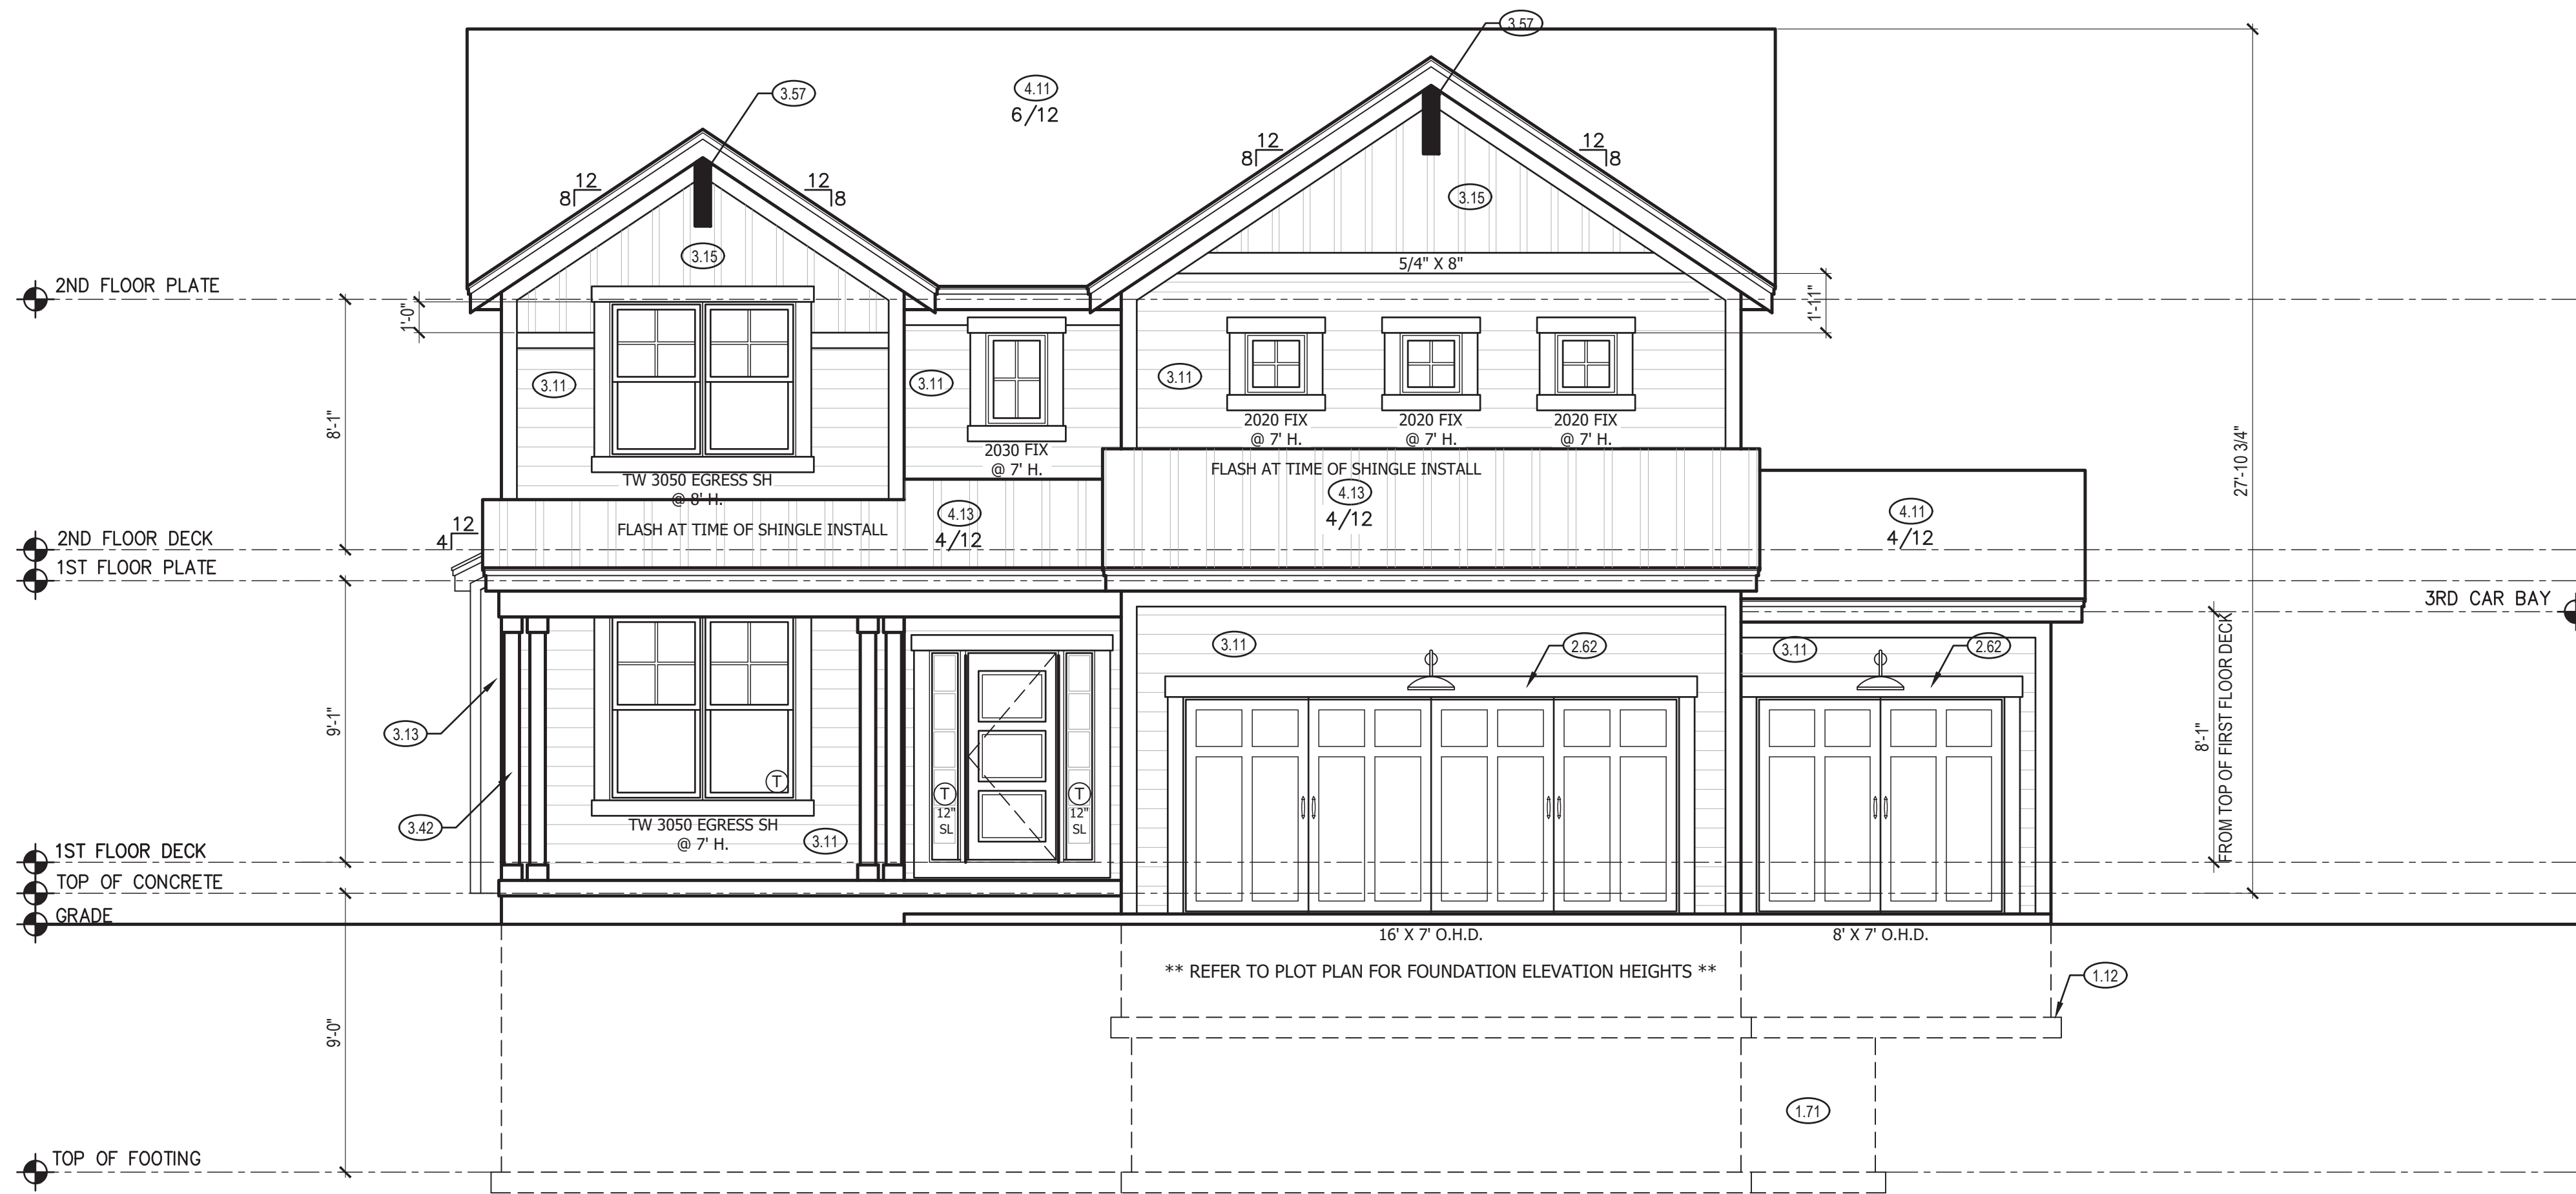 3.57
4.11
6/12
3.57
12
8
12
8
12
8
12
8
3.15
3.15
5/4" X 8"
2ND FLOOR PLATE
1'-0"
1'-11"
8'-1"
3.11
3.11
3.11
2020 FIX
@ 7' H.
2020 FIX
@ 7' H.
2020 FIX
@ 7' H.
2030 FIX
@ 7' H.
TW 3050 EGRESS SH
@ 8' H.
27'-10 3/4"
FLASH AT TIME OF SHINGLE INSTALL
4.13
4/12
FLASH AT TIME OF SHINGLE INSTALL
4.13
4/12
4.11
4/12
12
4
2ND FLOOR DECK
1ST FLOOR PLATE
3RD CAR BAY
9'-1"
3.11
2.62
3.11
2.62
8'-1"
FROM TOP OF FIRST FLOOR DECK
3.13
3.42
T
T
12"
SL
T
12"
SL
TW 3050 EGRESS SH
@ 7' H.
3.11
1ST FLOOR DECK
TOP OF CONCRETE
GRADE
16' X 7' O.H.D.
8' X 7' O.H.D.
** REFER TO PLOT PLAN FOR FOUNDATION ELEVATION HEIGHTS **
1.12
9'-0"
1.71
TOP OF FOOTING